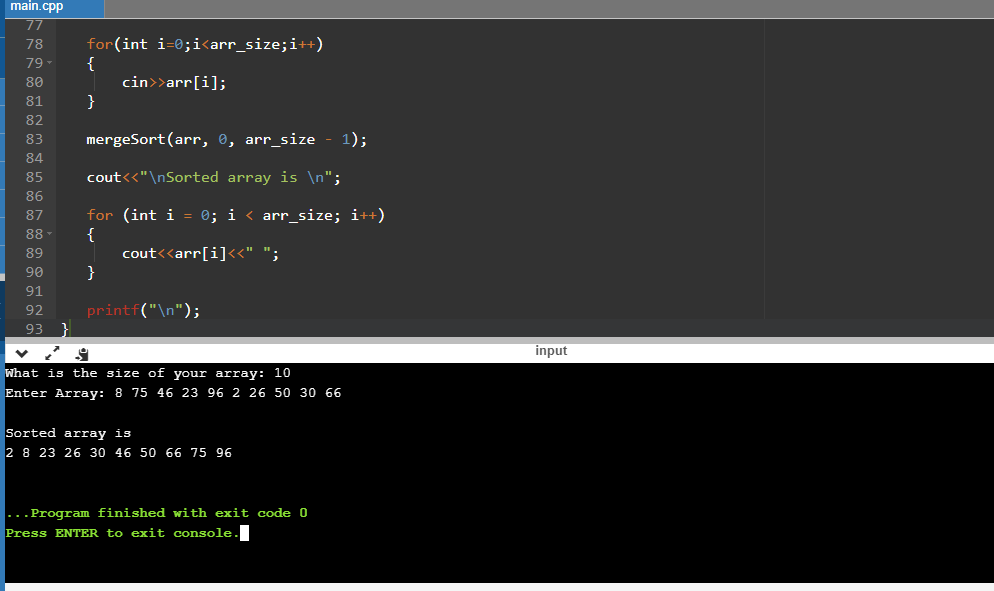 main.cpp
77
78 for(int i=0;i<arr_size;i++)
79 {
80 cin>>arr[i];
81 }
82
83 mergeSort(arr, 0, arr_size - 1);
84
85 cout<<"\nSorted array is \n";
86
87 for (int i = 0; i < arr_size; i++)
88 {
89 cout<<arr[i]<<" ";
90 }
91
92 printf("\n");
93 }
input
What is the size of your array: 10
Enter Array: 8 75 46 23 96 2 26 50 30 66
Sorted array is
2 8 23 26 30 46 50 66 75 96
...Program finished with exit code 0
Press ENTER to exit console.